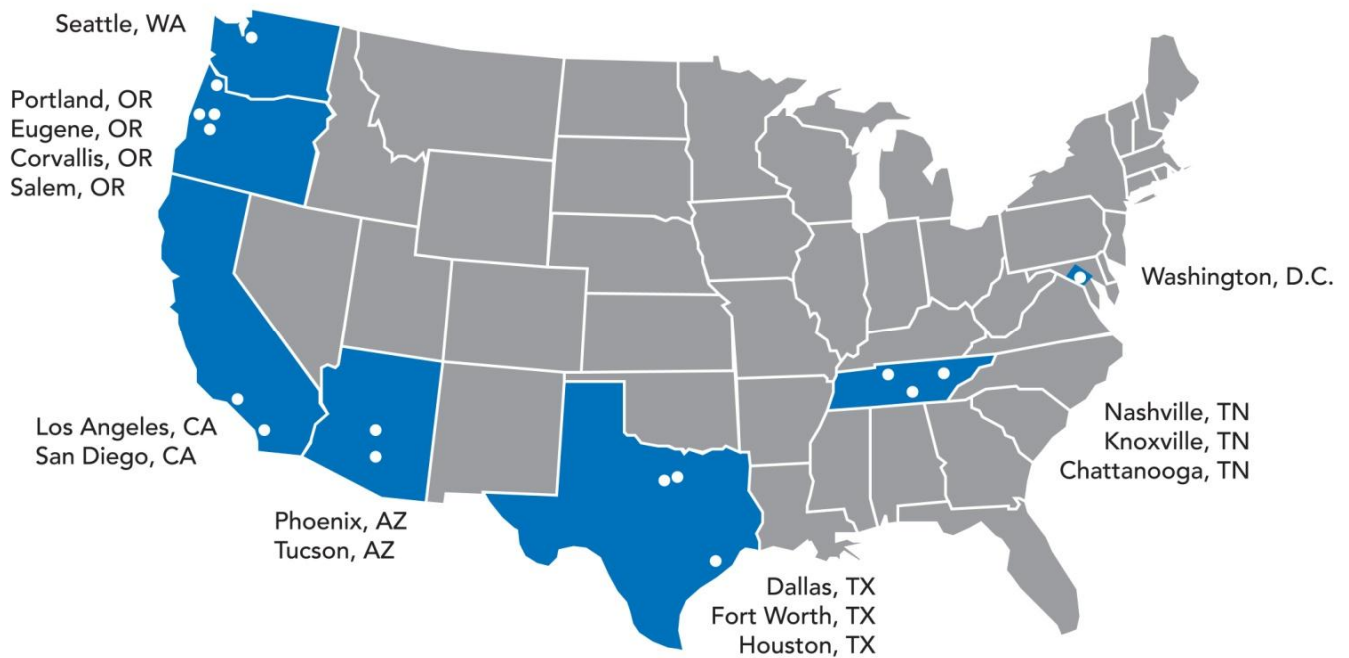 Seattle, WA
Portland, OR
Eugene, OR
Corvallis, OR
Salem, OR
Washington, D.C.
Los Angeles, CA
San Diego, CA
Nashville, TN
Knoxville, TN
Chattanooga, TN
Phoenix, AZ
Tucson, AZ
Dallas, TX
Fort Worth, TX
Houston, TX